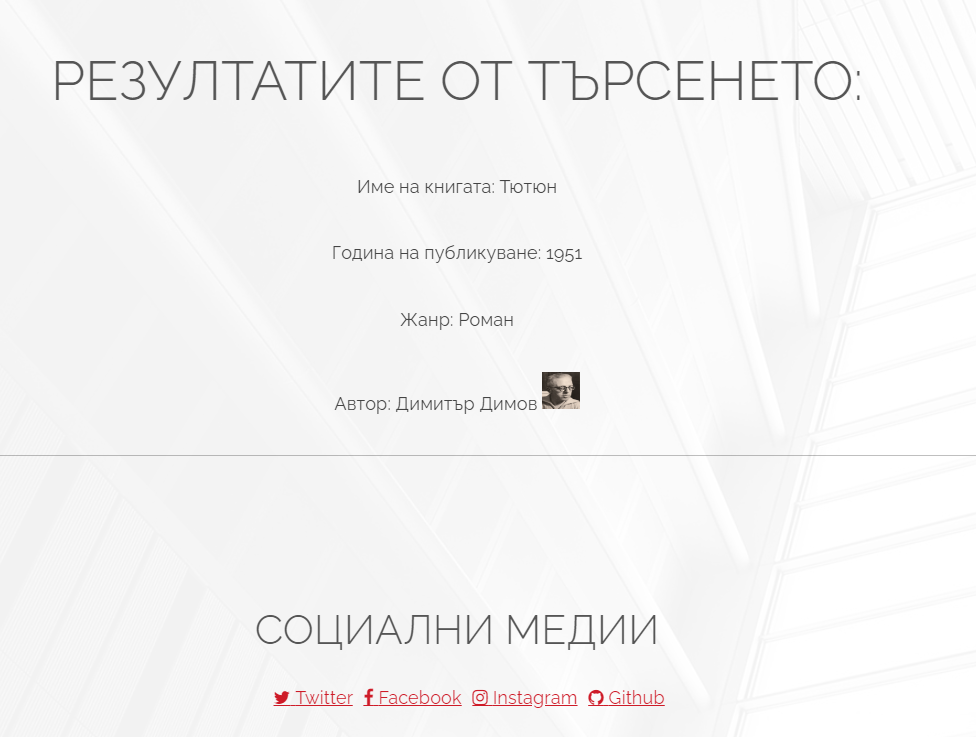 РЕЗУЛТАТИТЕ ОТ ТЪРСЕНЕТО:
Име на книгата: Тютюн
Година на публикуване: 1951
Жанр: Роман
Автор: Димитър Димов
СОЦИАЛНИ МЕДИИ
Twitter Facebook Instagram Github